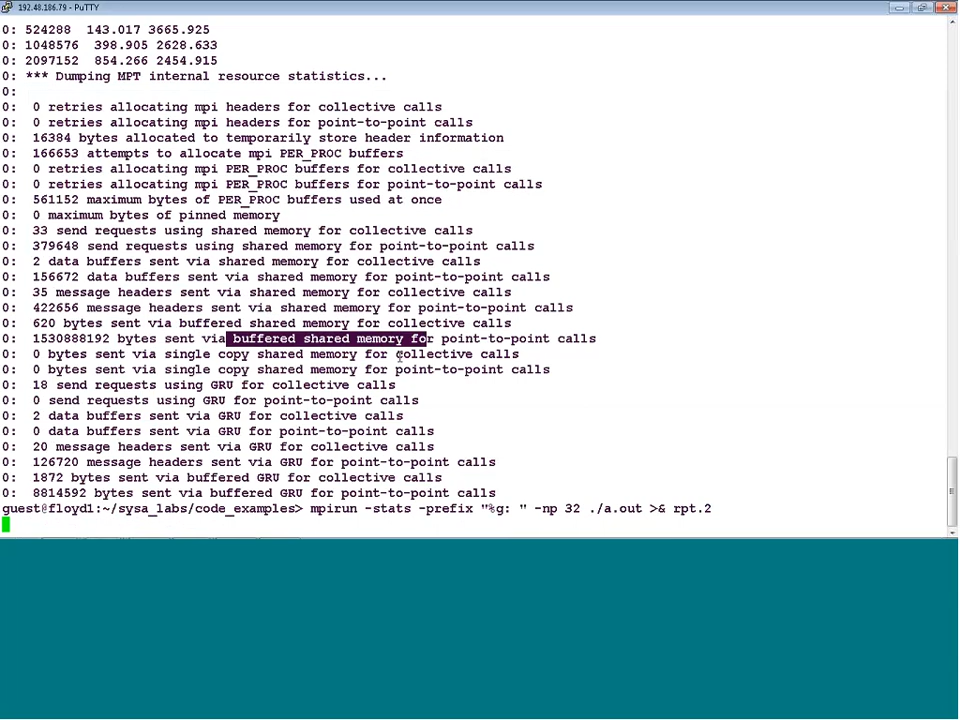 192.48.186.79 - PuTTY
0: 524288  143.017 3665.925
0: 1048576  398.905 2628.633
0: 2097152  854.266 2454.915
0: *** Dumping MPT internal resource statistics...
0:
0:  0 retries allocating mpi headers for collective calls
0:  0 retries allocating mpi headers for point-to-point calls
0:  16384 bytes allocated to temporarily store header information
0:  166653 attempts to allocate mpi PER_PROC buffers
0:  0 retries allocating mpi PER_PROC buffers for collective calls
0:  0 retries allocating mpi PER_PROC buffers for point-to-point calls
0:  561152 maximum bytes of PER_PROC buffers used at once
0:  0 maximum bytes of pinned memory
0:  33 send requests using shared memory for collective calls
0:  379648 send requests using shared memory for point-to-point calls
0:  2 data buffers sent via shared memory for collective calls
0:  156672 data buffers sent via shared memory for point-to-point calls
0:  35 message headers sent via shared memory for collective calls
0:  422656 message headers sent via shared memory for point-to-point calls
0:  620 bytes sent via buffered shared memory for collective calls
0:  1530888192 bytes sent via buffered shared memory for point-to-point calls
0:  0 bytes sent via single copy shared memory for collective calls
0:  0 bytes sent via single copy shared memory for point-to-point calls
0:  18 send requests using GRU for collective calls
0:  0 send requests using GRU for point-to-point calls
0:  2 data buffers sent via GRU for collective calls
0:  0 data buffers sent via GRU for point-to-point calls
0:  20 message headers sent via GRU for collective calls
0:  126720 message headers sent via GRU for point-to-point calls
0:  1872 bytes sent via buffered GRU for collective calls
0:  8814592 bytes sent via buffered GRU for point-to-point calls
guest@floyd1:~/sysa_labs/code_examples> mpirun -stats -prefix "%g: " -np 32 ./a.out >& rpt.2